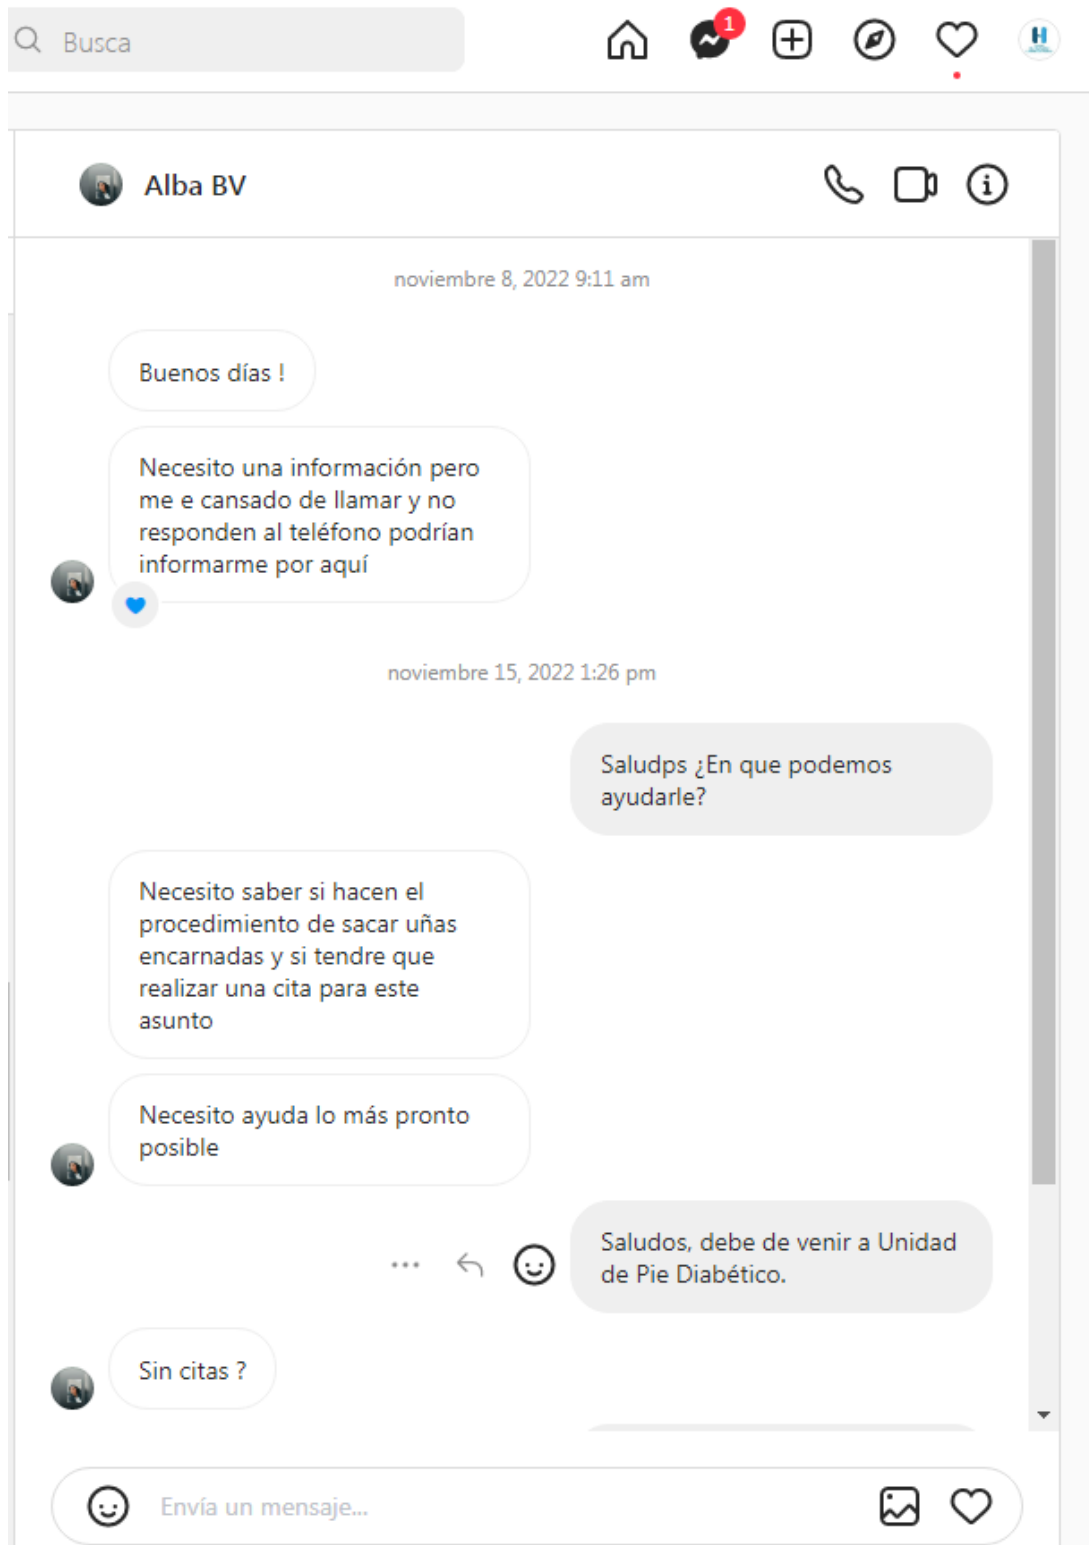 Busca
1
H
Alba BV
noviembre 8, 2022 9:11 am
Buenos días !
Necesito una información pero
me e cansado de llamar y no
responden al teléfono podrían
informarme por aquí
noviembre 15, 2022 1:26 pm
Saludps ¿En que podemos
ayudarle?
Necesito saber si hacen el
procedimiento de sacar uñas
encarnadas y si tendre que
realizar una cita para este
asunto
Necesito ayuda lo más pronto
posible
Saludos, debe de venir a Unidad
de Pie Diabético.
Sin citas ?
Envía un mensaje...